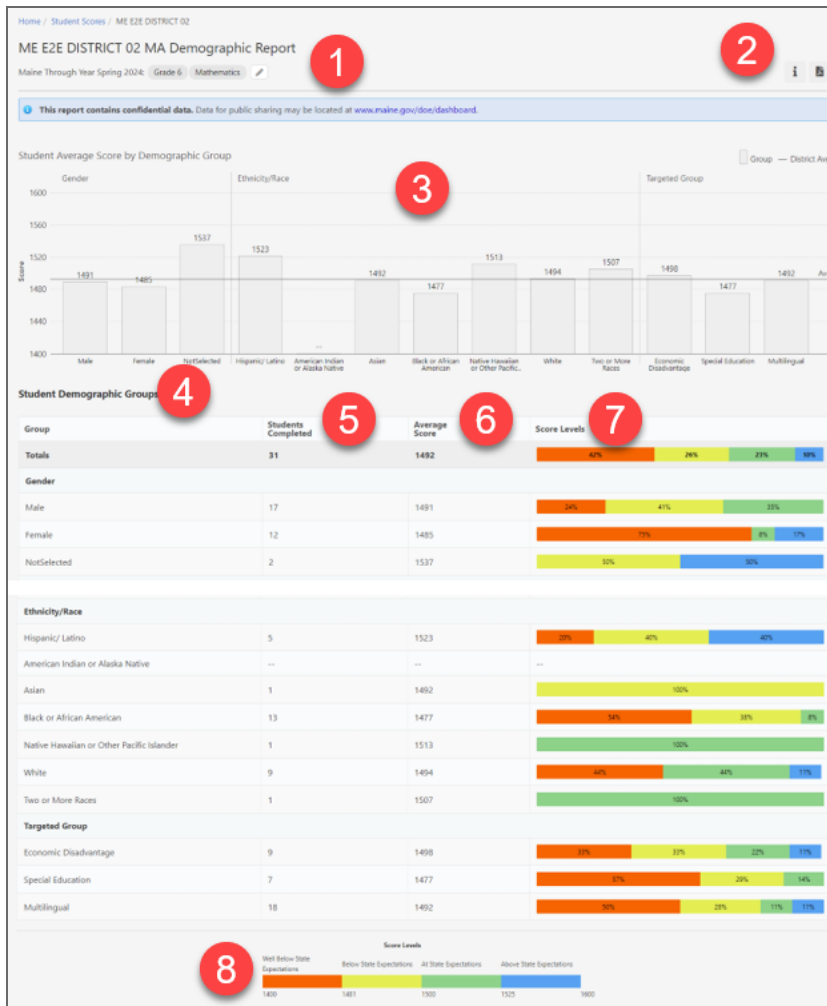 Home / Student Scores / ME E2E DISTRICT 02
ME E2E DISTRICT 02 MA Demographic Report
1
2
Maine Through Year Spring 2024: Grade 6 Mathematics
i
This report contains confidential data. Data for public sharing may be located at www.maine.gov/doe/dashboard.
Student Average Score by Demographic Group
Group — District Av
Gender Ethnicity/Race Targeted Group
3
1600
1560
1520
1480
1440
1400
Score
1491 1485 1537 1523 -- 1492 1477 1513 1494 1507 1498 1477 1492
Male Female NotSelected Hispanic/ Latino American Indian or Alaska Native Asian Black or African American Native Hawaiian or Other Pacific.. White Two or More Races Economic Disadvantage Special Education Multilingual
Student Demographic Groups
4
5
6
7
Group Students Completed Average Score Score Levels
Totals 31 1492 42% 26% 23% 10%
Gender
Male 17 1491 24% 41% 35%
Female 12 1485 75% 8% 17%
NotSelected 2 1537 50% 50%
Ethnicity/Race
Hispanic/ Latino 5 1523 20% 40% 40%
American Indian or Alaska Native -- -- --
Asian 1 1492 100%
Black or African American 13 1477 54% 38% 8%
Native Hawaiian or Other Pacific Islander 1 1513 100%
White 9 1494 44% 44% 11%
Two or More Races 1 1507 100%
Targeted Group
Economic Disadvantage 9 1498 33% 33% 22% 11%
Special Education 7 1477 57% 29% 14%
Multilingual 18 1492 50% 28% 11% 11%
8
Score Levels
Well Below State Expectations Below State Expectations At State Expectations Above State Expectations
1400 1481 1500 1525 1600